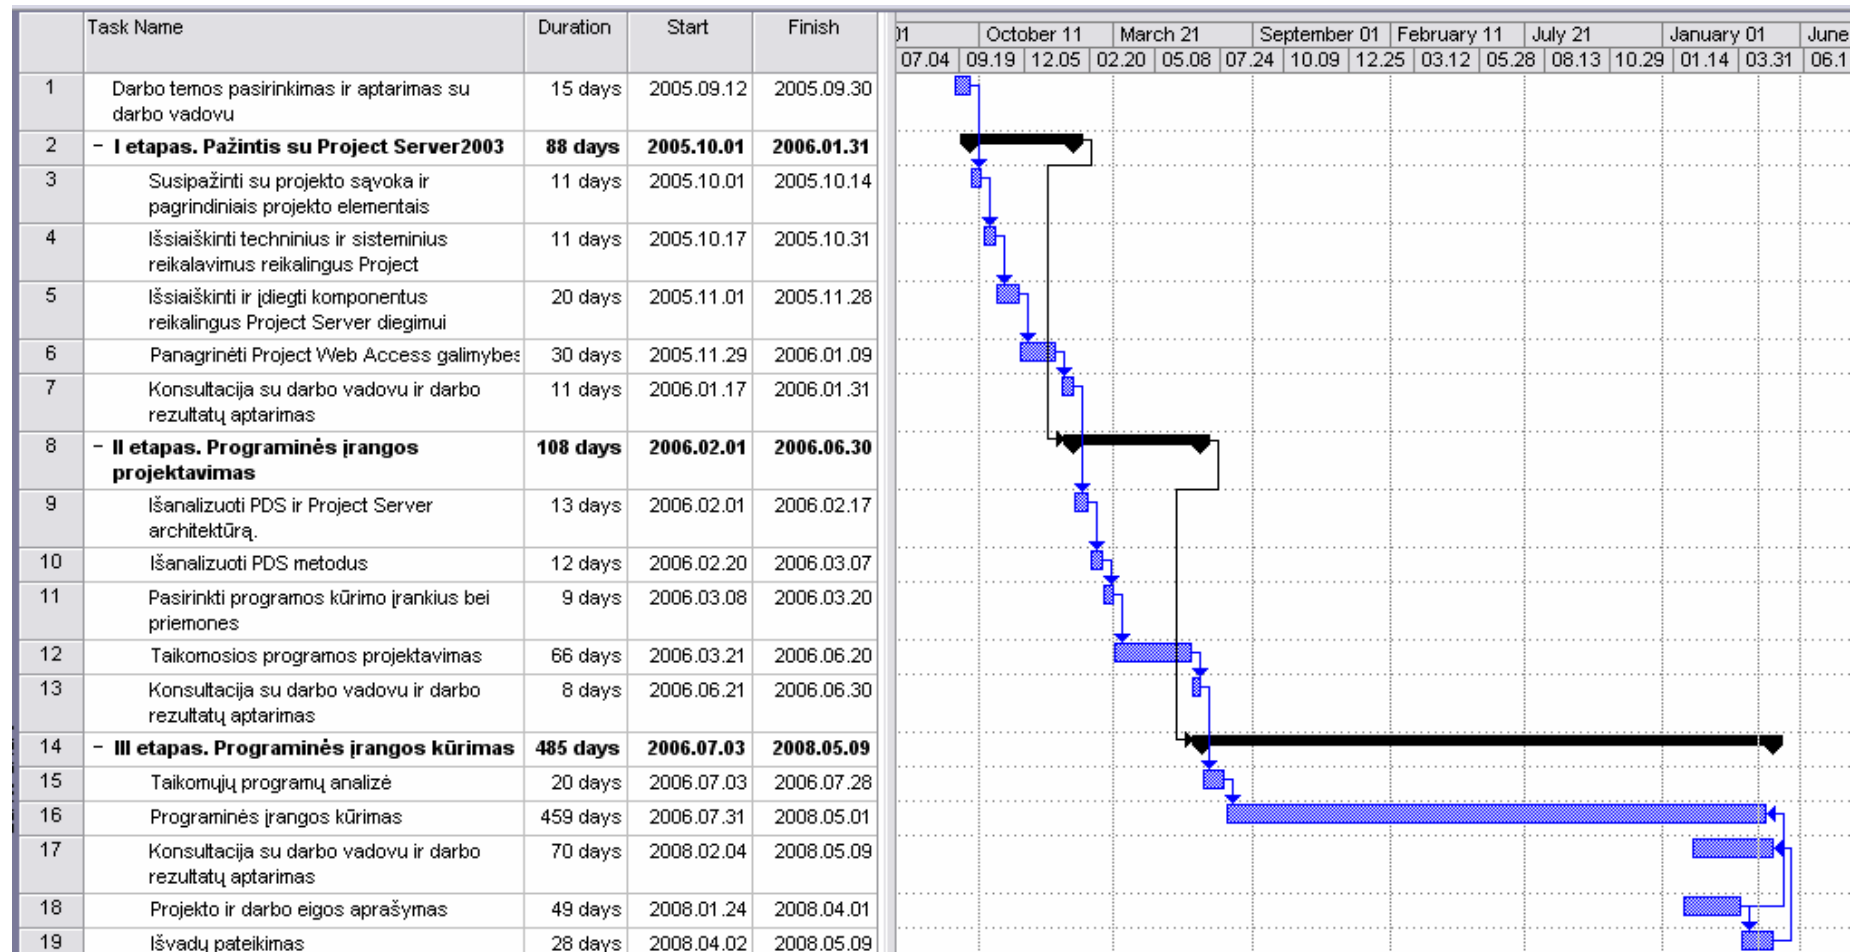 Task Name Duration Start Finish
01 October 11 March 21 September 01 February 11 July 21 January 01 June
07.04 09.19 12.05 02.20 05.08 07.24 10.09 12.25 03.12 05.28 08.13 10.29 01.14 03.31 06.1
1 Darbo temos pasirinkimas ir aptarimas su 15 days 2005.09.12 2005.09.30
darbo vadovu
2 − I etapas. Pažintis su Project Server2003 88 days 2005.10.01 2006.01.31
3 Susipažinti su projekto sąvoka ir 11 days 2005.10.01 2005.10.14
pagrindiniais projekto elementais
4 Išsiaiškinti techninius ir sisteminius 11 days 2005.10.17 2005.10.31
reikalavimus reikalingus Project
5 Išsiaiškinti ir įdiegti komponentus 20 days 2005.11.01 2005.11.28
reikalingus Project Server diegimui
6 Panagrinėti Project Web Access galimybes 30 days 2005.11.29 2006.01.09
7 Konsultacija su darbo vadovu ir darbo 11 days 2006.01.17 2006.01.31
rezultatų aptarimas
8 − II etapas. Programinės įrangos 108 days 2006.02.01 2006.06.30
projektavimas
9 Išanalizuoti PDS ir Project Server 13 days 2006.02.01 2006.02.17
architektūrą.
10 Išanalizuoti PDS metodus 12 days 2006.02.20 2006.03.07
11 Pasirinkti programos kūrimo įrankius bei 9 days 2006.03.08 2006.03.20
priemones
12 Taikomosios programos projektavimas 66 days 2006.03.21 2006.06.20
13 Konsultacija su darbo vadovu ir darbo 8 days 2006.06.21 2006.06.30
rezultatų aptarimas
14 − III etapas. Programinės įrangos kūrimas 485 days 2006.07.03 2008.05.09
15 Taikomųjų programų analizė 20 days 2006.07.03 2006.07.28
16 Programinės įrangos kūrimas 459 days 2006.07.31 2008.05.01
17 Konsultacija su darbo vadovu ir darbo 70 days 2008.02.04 2008.05.09
rezultatų aptarimas
18 Projekto ir darbo eigos aprašymas 49 days 2008.01.24 2008.04.01
19 Išvadų pateikimas 28 days 2008.04.02 2008.05.09